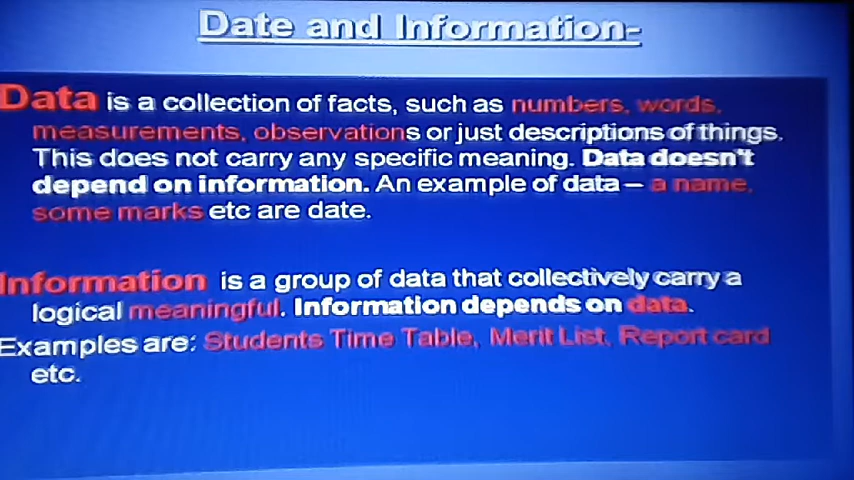 Date and Information-
Data is a collection of facts, such as numbers, words,
measurements, observations or just descriptions of things.
This does not carry any specific meaning. Data doesn't
depend on information. An example of data – a name,
some marks etc are date.
Information is a group of data that collectively carry a
logical meaningful. Information depends on data.
Examples are: Students Time Table, Merit List, Report card
etc.